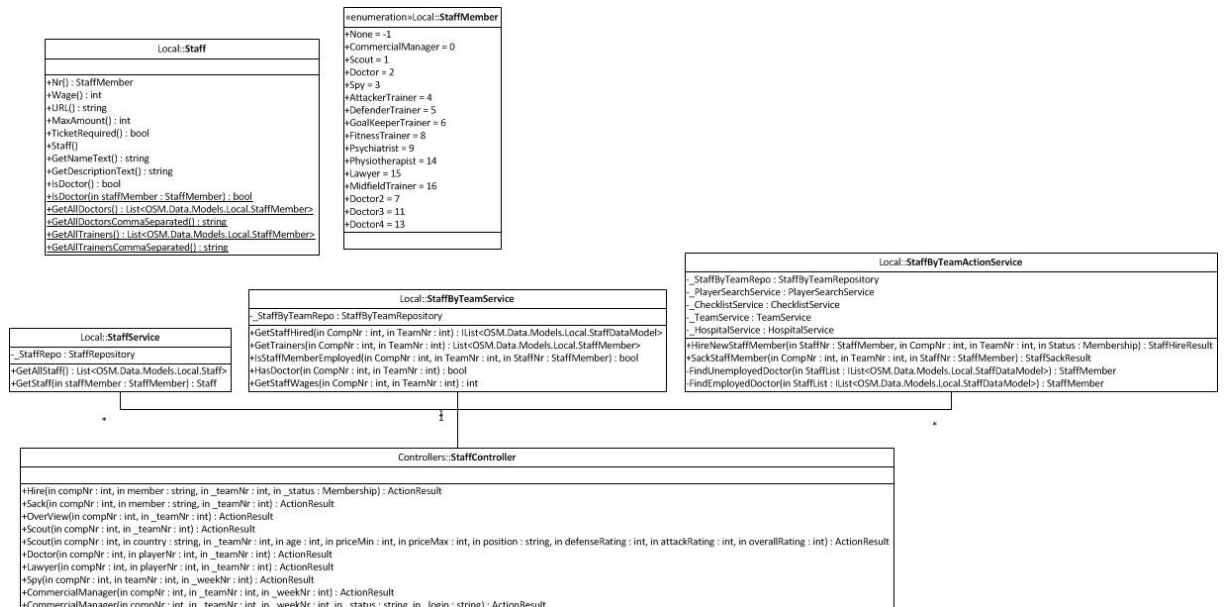 Local::Staff
+Nr() : StaffMember
+Wage() : int
+URL() : string
+MaxAmount() : int
+TicketRequired() : bool
+Staff()
+GetNameText() : string
+GetDescriptionText() : string
+IsDoctor() : bool
+IsDoctor(in staffMember : StaffMember) : bool
+GetAllDoctors() : List<OSM.Data.Models.Local.StaffMember>
+GetAllDoctorsCommaSeparated() : string
+GetAllTrainers() : List<OSM.Data.Models.Local.StaffMember>
+GetAllTrainersCommaSeparated() : string
«enumeration»Local::StaffMember
+None = -1
+CommercialManager = 0
+Scout = 1
+Doctor = 2
+Spy = 3
+AttackerTrainer = 4
+DefenderTrainer = 5
+GoalKeeperTrainer = 6
+FitnessTrainer = 8
+Psychiatrist = 9
+Physiotherapist = 14
+Lawyer = 15
+MidfieldTrainer = 16
+Doctor2 = 7
+Doctor3 = 11
+Doctor4 = 13
Local::StaffService
-_StaffRepo : StaffRepository
+GetAllStaff() : List<OSM.Data.Models.Local.Staff>
+GetStaff(in staffMember : StaffMember) : Staff
Local::StaffByTeamService
-_StaffByTeamRepo : StaffByTeamRepository
+GetStaffHired(in CompNr : int, in TeamNr : int) : IList<OSM.Data.Models.Local.StaffDataModel>
+GetTrainers(in CompNr : int, in TeamNr : int) : List<OSM.Data.Models.Local.StaffMember>
+IsStaffMemberEmployed(in CompNr : int, in TeamNr : int, in StaffNr : StaffMember) : bool
+HasDoctor(in CompNr : int, in TeamNr : int) : bool
+GetStaffWages(in CompNr : int, in TeamNr : int) : int
Local::StaffByTeamActionService
-_StaffByTeamRepo : StaffByTeamRepository
-_PlayerSearchService : PlayerSearchService
-_ChecklistService : ChecklistService
-_TeamService : TeamService
-_HospitalService : HospitalService
+HireNewStaffMember(in StaffNr : StaffMember, in CompNr : int, in TeamNr : int, in Status : Membership) : StaffHireResult
+SackStaffMember(in CompNr : int, in TeamNr : int, in StaffNr : StaffMember) : StaffSackResult
-FindUnemployedDoctor(in StaffList : IList<OSM.Data.Models.Local.StaffDataModel>) : StaffMember
-FindEmployedDoctor(in StaffList : IList<OSM.Data.Models.Local.StaffDataModel>) : StaffMember
*
1
1
*
Controllers::StaffController
+Hire(in compNr : int, in member : string, in _teamNr : int, in _status : Membership) : ActionResult
+Sack(in compNr : int, in member : string, in _teamNr : int) : ActionResult
+OverView(in compNr : int, in _teamNr : int) : ActionResult
+Scout(in compNr : int, in _teamNr : int) : ActionResult
+Scout(in compNr : int, in country : string, in _teamNr : int, in age : int, in priceMin : int, in priceMax : int, in position : string, in defenseRating : int, in attackRating : int, in overallRating : int) : ActionResult
+Doctor(in compNr : int, in playerNr : int, in _teamNr : int) : ActionResult
+Lawyer(in compNr : int, in playerNr : int, in _teamNr : int) : ActionResult
+Spy(in compNr : int, in teamNr : int, in _weekNr : int) : ActionResult
+CommercialManager(in compNr : int, in _teamNr : int, in _weekNr : int) : ActionResult
+CommercialManager(in compNr : int, in _teamNr : int, in _weekNr : int, in _status : string, in _login : string) : ActionResult